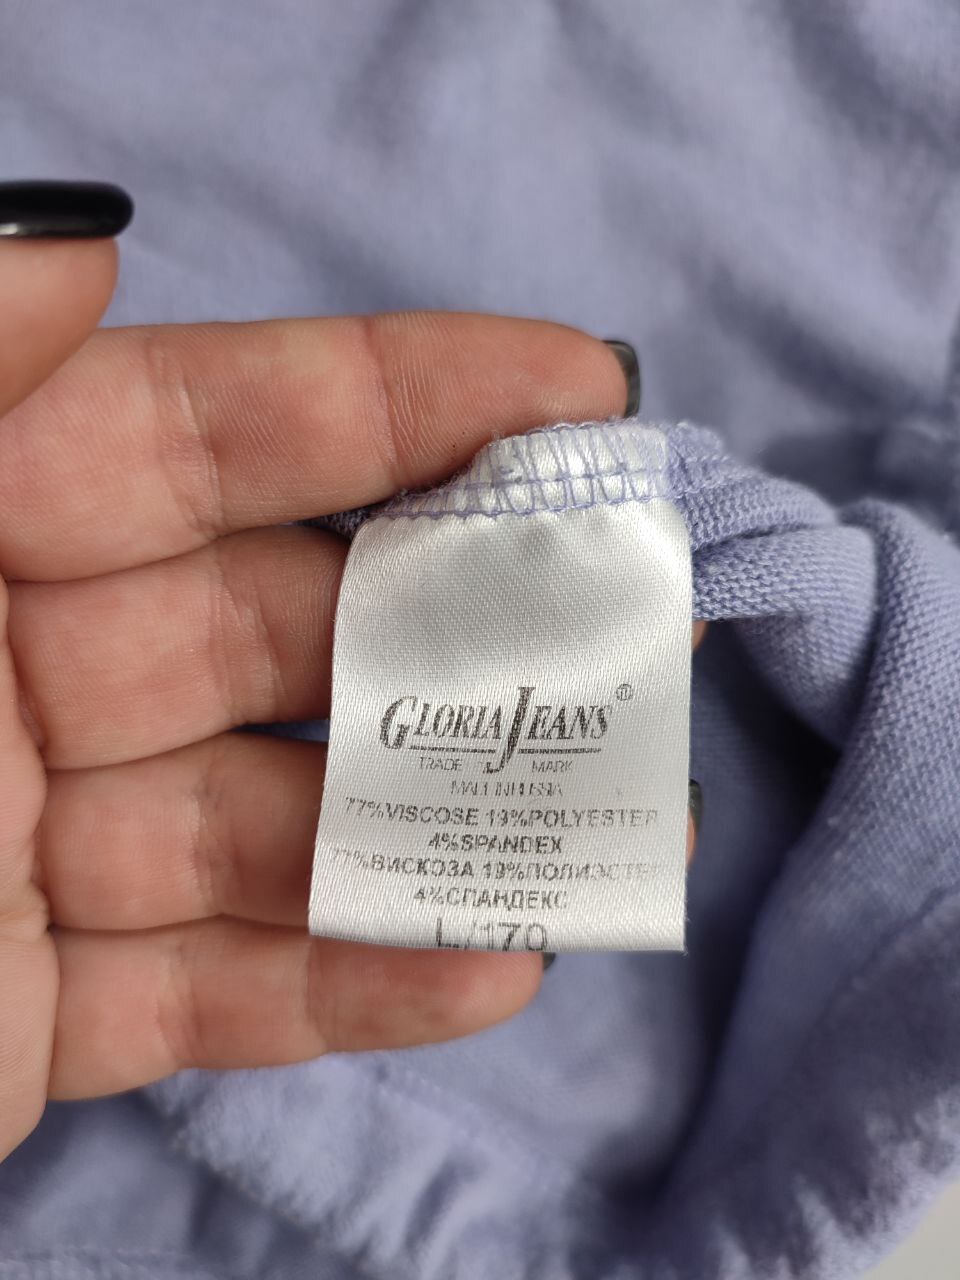 GLORIA JEANS®
TRADE MARK
77%VISCOSE 19%POLYESTER
4%SPANDEX
77%ВИСКОЗА 19%ПОЛИЭСТЕР
4%СПАНДЕКС
L/170